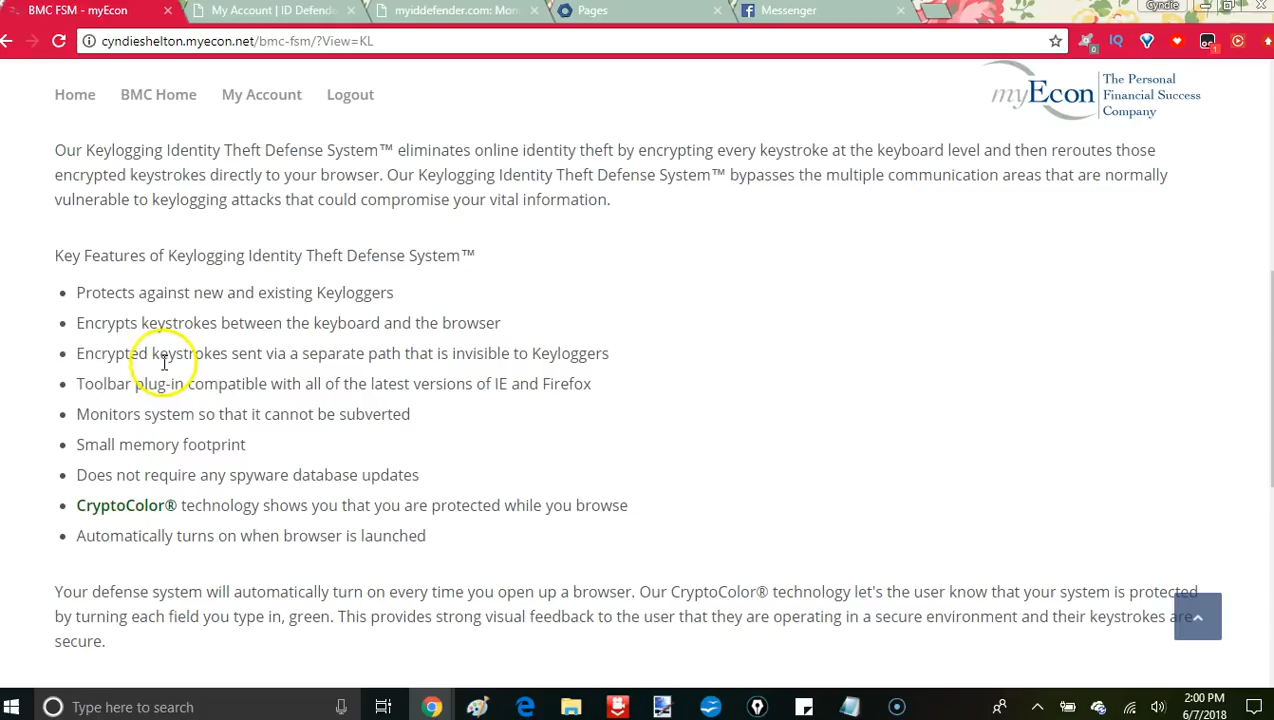 BMC FSM - myEcon
My Account | ID Defende
myiddefender.com: Mon
Pages
Messenger
Cyndie
cyndieshelton.myecon.net/bmc-fsm/?View=KL
IQ
0
1
Home BMC Home My Account Logout
myEcon
The Personal
Financial Success
Company
Our Keylogging Identity Theft Defense System™ eliminates online identity theft by encrypting every keystroke at the keyboard level and then reroutes those
encrypted keystrokes directly to your browser. Our Keylogging Identity Theft Defense System™ bypasses the multiple communication areas that are normally
vulnerable to keylogging attacks that could compromise your vital information.
Key Features of Keylogging Identity Theft Defense System™
• Protects against new and existing Keyloggers
• Encrypts keystrokes between the keyboard and the browser
• Encrypted keystrokes sent via a separate path that is invisible to Keyloggers
• Toolbar plug-in compatible with all of the latest versions of IE and Firefox
• Monitors system so that it cannot be subverted
• Small memory footprint
• Does not require any spyware database updates
• CryptoColor® technology shows you that you are protected while you browse
• Automatically turns on when browser is launched
Your defense system will automatically turn on every time you open up a browser. Our CryptoColor® technology let's the user know that your system is protected
by turning each field you type in, green. This provides strong visual feedback to the user that they are operating in a secure environment and their keystrokes are
secure.
Type here to search
2:00 PM
6/7/2018